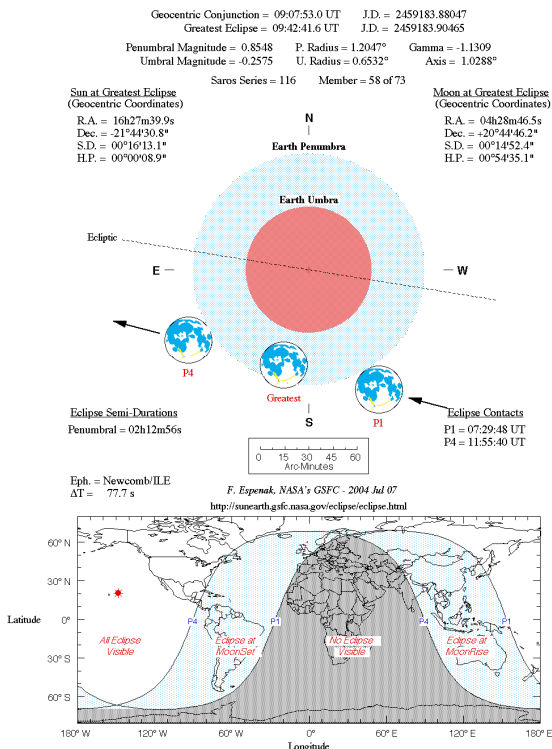 Geocentric Conjunction = 09:07:53.0 UT J.D. = 2459183.88047
Greatest Eclipse = 09:42:41.6 UT J.D. = 2459183.90465
Penumbral Magnitude = 0.8548 P. Radius = 1.2047° Gamma = -1.1309
Umbral Magnitude = -0.2575 U. Radius = 0.6532° Axis = 1.0288°
Saros Series = 116 Member = 58 of 73
Sun at Greatest Eclipse
(Geocentric Coordinates)
R.A. = 16h27m39.9s
Dec. = -21°44'30.8"
S.D. = 00°16'13.1"
H.P. = 00°00'08.9"
Moon at Greatest Eclipse
(Geocentric Coordinates)
R.A. = 04h28m46.5s
Dec. = +20°44'46.2"
S.D. = 00°14'52.4"
H.P. = 00°54'35.1"
N
Earth Penumbra
Earth Umbra
Ecliptic
E
W
P4
Greatest
P1
S
Eclipse Semi-Durations
Penumbral = 02h12m56s
Eclipse Contacts
P1 = 07:29:48 UT
P4 = 11:55:40 UT
0 15 30 45 60
Arc-Minutes
Eph. = Newcomb/ILE
ΔT = 77.7 s
F. Espenak, NASA's GSFC - 2004 Jul 07
http://sunearth.gsfc.nasa.gov/eclipse/eclipse.html
60° N
30° N
Latitude 0°
30° S
60° S
P4 P1 P4 P1
All Eclipse
Visible
Eclipse at
MoonSet
No Eclipse
Visible
Eclipse at
MoonRise
180° W 120° W 60° W 0° 60° E 120° E 180° E
Longitude